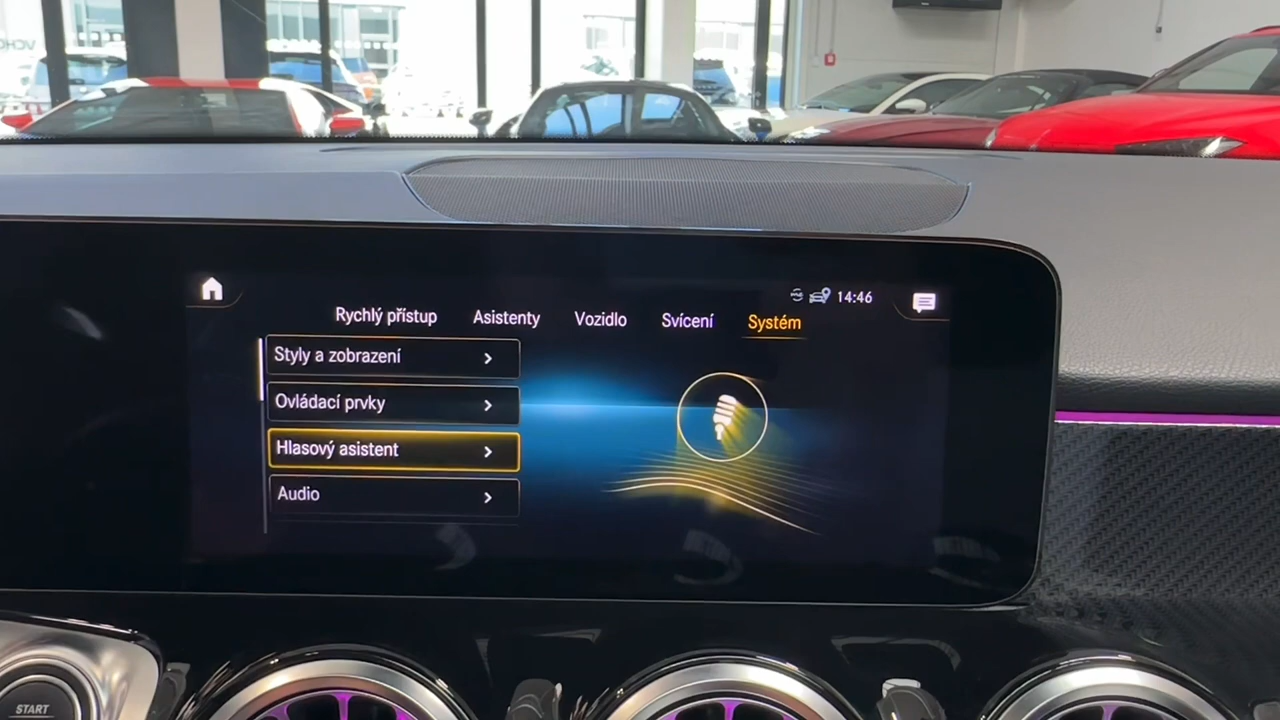 14:46
Rychlý přístup Asistenty Vozidlo Svícení Systém
Styly a zobrazení
Ovládací prvky
Hlasový asistent
Audio
START